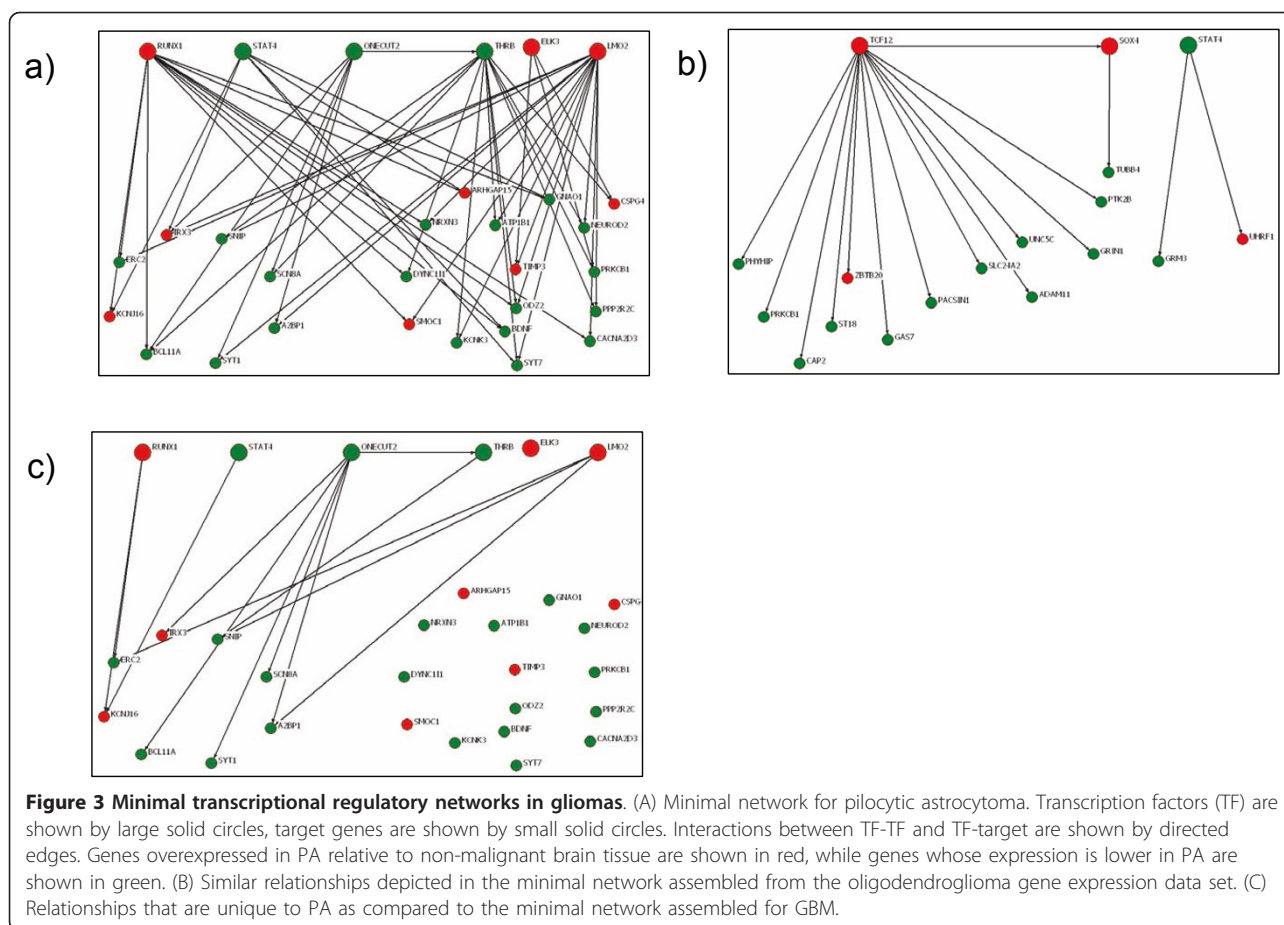 a)
RUNX1 STAT4 ONECUT2 THRB ELK3 LMO2
ARHGAP15
GNAO1
CSPG4
NRXN3 ATP1B1 NEUROD2
IRX3
SNIP
ERC2
SCN8A DYNC1I1 TIMP3 PRKCB1
KCNJ16
ODZ2
PPP2R2C
SMOC1
A2BP1
BDNF
KCNK3 CACNA2D3
BCL11A
SYT1 SYT7
b)
TCF12 SOX4 STAT4
TUBB4
PTK2B
UHRF1
UNC5C
GRIN1
GRM3
PHYHIP
SLC24A2
ZBTB20
ADAM11
PACSIN1
PRKCB1
ST18
GAS7
CAP2
c)
RUNX1 STAT4 ONECUT2 THRB ELK3 LMO2
ARHGAP15
GNAO1
CSPG
NRXN3 ATP1B1 NEUROD2
IRX3
SNIP
ERC2
SCN8A DYNC1I1 TIMP3 PRKCB1
KCNJ16
ODZ2
PPP2R2C
SMOC1
A2BP1
BDNF
KCNK3 CACNA2D3
BCL11A
SYT1 SYT7
Figure 3 Minimal transcriptional regulatory networks in gliomas. (A) Minimal network for pilocytic astrocytoma. Transcription factors (TF) are
shown by large solid circles, target genes are shown by small solid circles. Interactions between TF-TF and TF-target are shown by directed
edges. Genes overexpressed in PA relative to non-malignant brain tissue are shown in red, while genes whose expression is lower in PA are
shown in green. (B) Similar relationships depicted in the minimal network assembled from the oligodendroglioma gene expression data set. (C)
Relationships that are unique to PA as compared to the minimal network assembled for GBM.